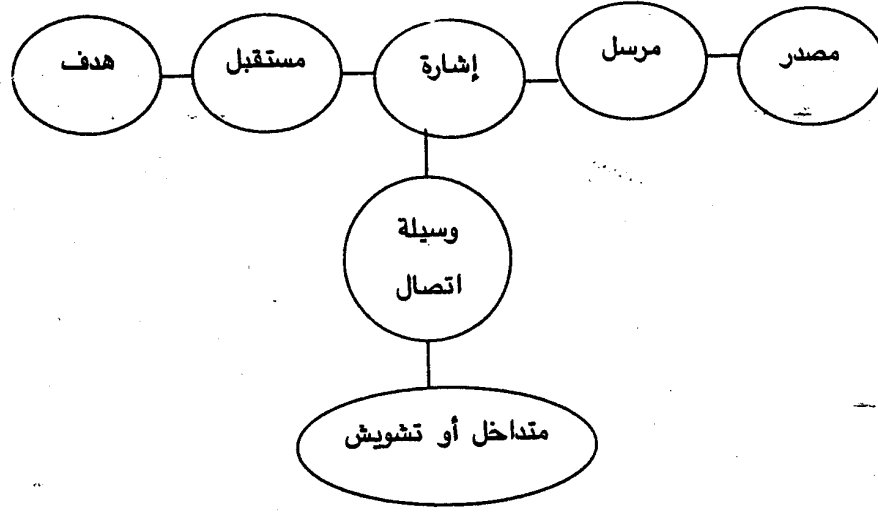 مصدر
مرسل
إشارة
مستقبل
هدف
وسيلة
اتصال
متداخل أو تشويش